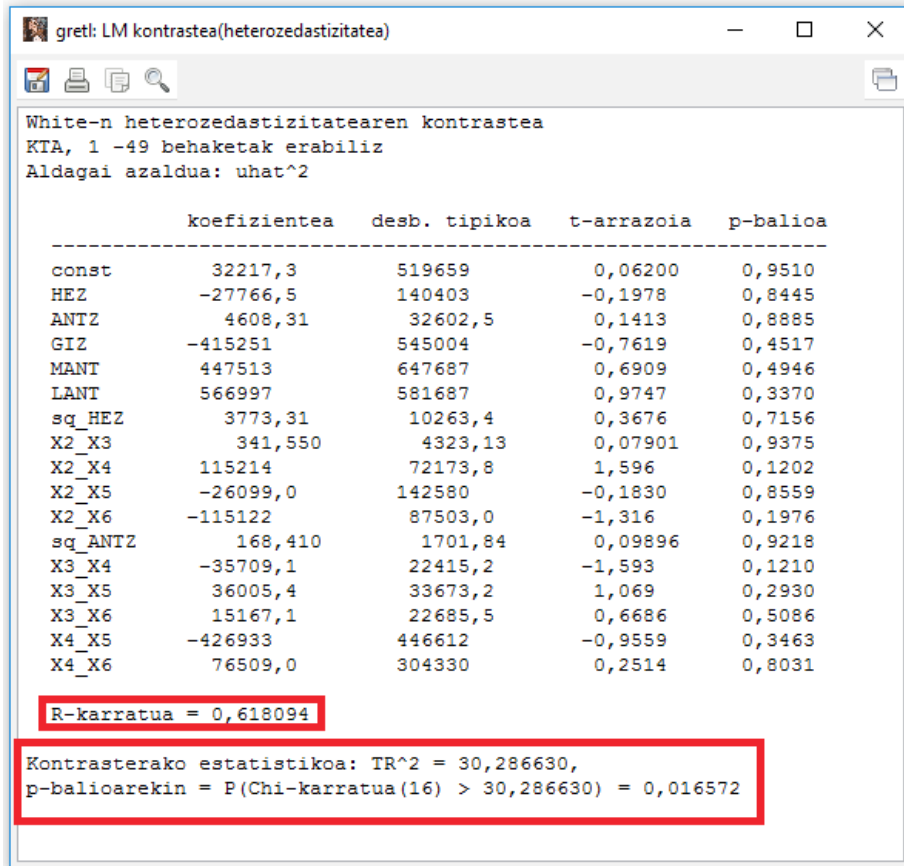 gretl: LM kontrastea(heterozedastizitatea)
White-n heterozedastizitatearen kontrastea
KTA, 1 -49 behaketak erabiliz
Aldagai azaldua: uhat^2
koefizientea desb. tipikoa t-arrazoia p-balioa
---------------------------------------------------------------
const 32217,3 519659 0,06200 0,9510
HEZ -27766,5 140403 -0,1978 0,8445
ANTZ 4608,31 32602,5 0,1413 0,8885
GIZ -415251 545004 -0,7619 0,4517
MANT 447513 647687 0,6909 0,4946
LANT 566997 581687 0,9747 0,3370
sq_HEZ 3773,31 10263,4 0,3676 0,7156
X2_X3 341,550 4323,13 0,07901 0,9375
X2_X4 115214 72173,8 1,596 0,1202
X2_X5 -26099,0 142580 -0,1830 0,8559
X2_X6 -115122 87503,0 -1,316 0,1976
sq_ANTZ 168,410 1701,84 0,09896 0,9218
X3_X4 -35709,1 22415,2 -1,593 0,1210
X3_X5 36005,4 33673,2 1,069 0,2930
X3_X6 15167,1 22685,5 0,6686 0,5086
X4_X5 -426933 446612 -0,9559 0,3463
X4_X6 76509,0 304330 0,2514 0,8031
R-karratua = 0,618094
Kontrasterako estatistikoa: TR^2 = 30,286630,
p-balioarekin = P(Chi-karratua(16) > 30,286630) = 0,016572